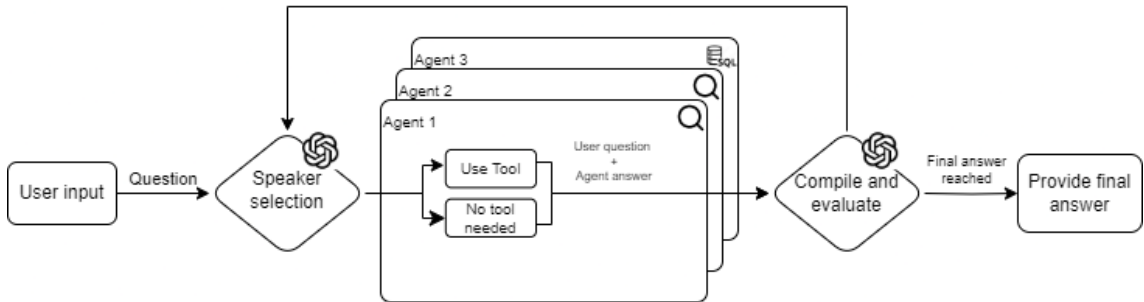 Agent 3
SQL
Agent 2
Agent 1
User question
+
Agent answer
User input
Question
Speaker
selection
Use Tool
No tool
needed
Compile and
evaluate
Final answer
reached
Provide final
answer